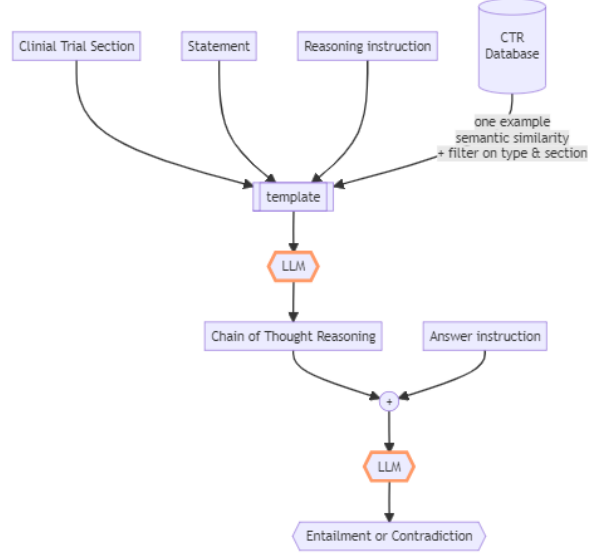 Clinial Trial Section
Statement
Reasoning instruction
CTR
Database
one example
semantic similarity
+ filter on type & section
template
LLM
Chain of Thought Reasoning
Answer instruction
+
LLM
Entailment or Contradiction